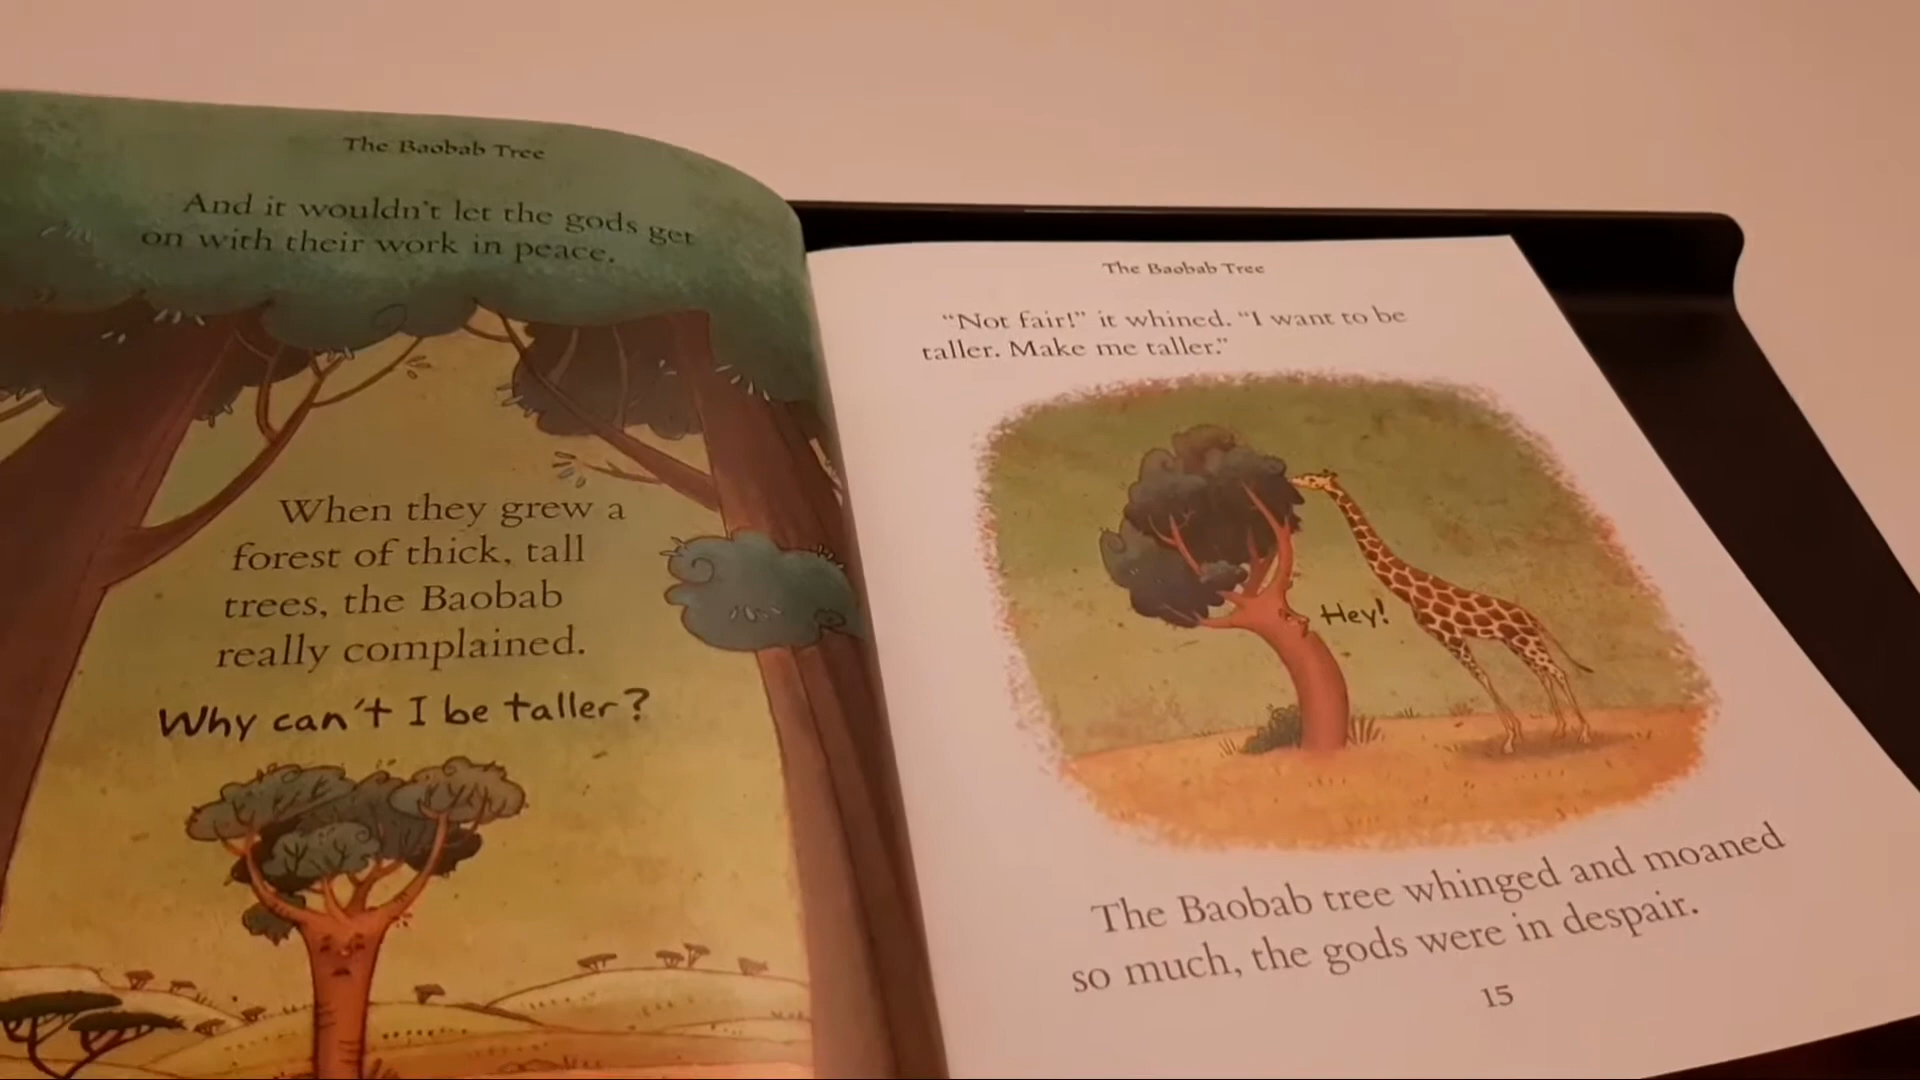 The Baobab Tree
And it wouldn't let the gods get
on with their work in peace.
When they grew a
forest of thick, tall
trees, the Baobab
really complained.
Why can't I be taller?
The Baobab Tree
“Not fair!” it whined. “I want to be
taller. Make me taller.”
Hey!
The Baobab tree whinged and moaned
so much, the gods were in despair.
15